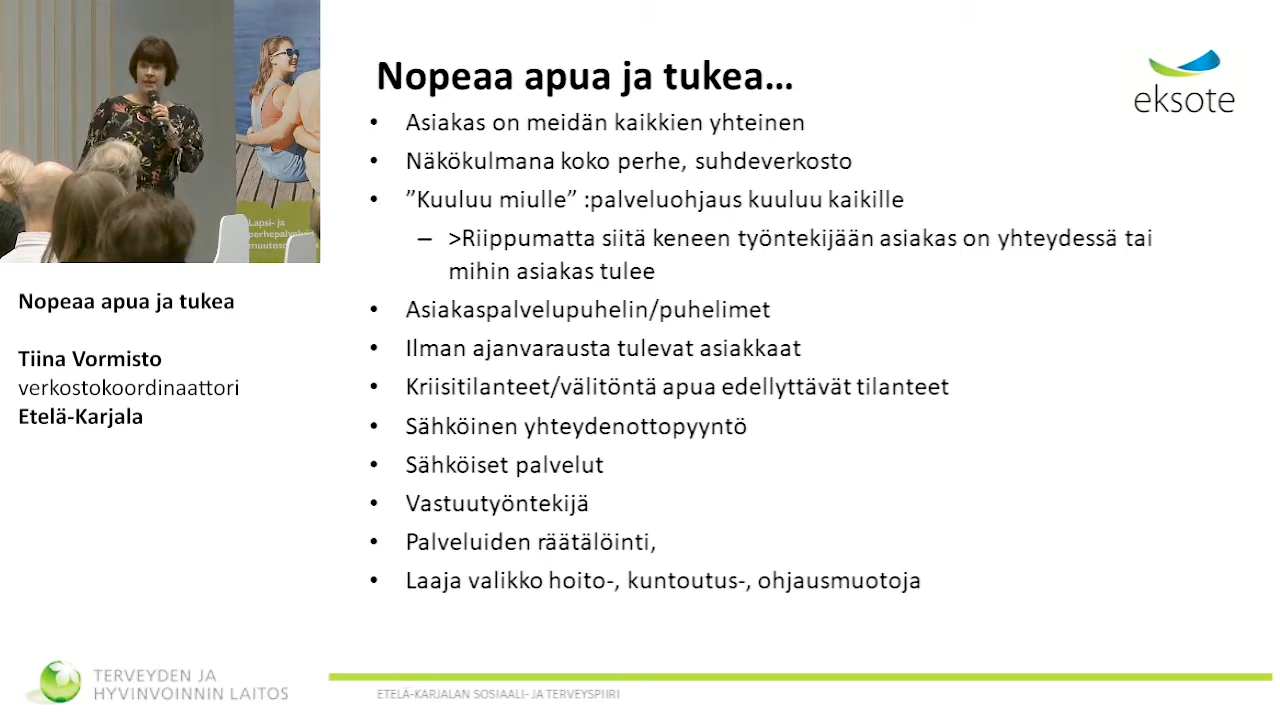 Lapsi- ja
perhepalveluid
muutos
Nopeaa apua ja tukea
Tiina Vormisto
verkostokoordinaattori
Etelä-Karjala
TERVEYDEN JA
HYVINVOINNIN LAITOS
Nopeaa apua ja tukea...
eksote
• Asiakas on meidän kaikkien yhteinen
• Näkökulmana koko perhe, suhdeverkosto
• ”Kuuluu miulle” :palveluohjaus kuuluu kaikille
– >Riippumatta siitä keneen työntekijään asiakas on yhteydessä tai
mihin asiakas tulee
• Asiakaspalvelupuhelin/puhelimet
• Ilman ajanvarausta tulevat asiakkaat
• Kriisitilanteet/välitöntä apua edellyttävät tilanteet
• Sähköinen yhteydenottopyyntö
• Sähköiset palvelut
• Vastuutyöntekijä
• Palveluiden räätälöinti,
• Laaja valikko hoito-, kuntoutus-, ohjausmuotoja
ETELÄ-KARJALAN SOSIAALI- JA TERVEYSPIIRI